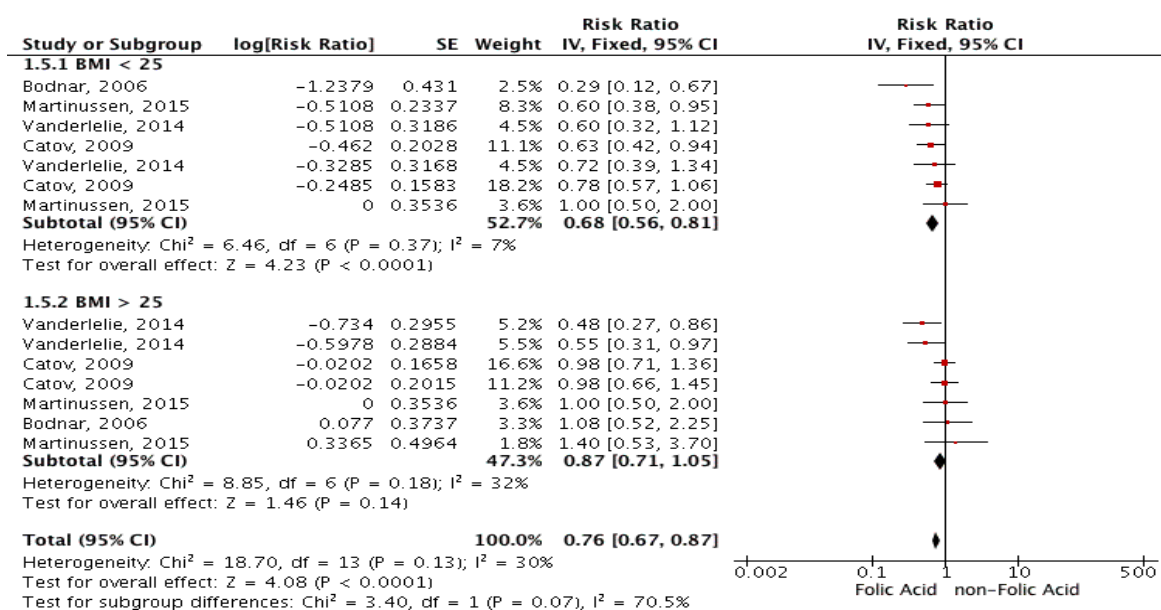 Risk Ratio Risk Ratio
Study or Subgroup log[Risk Ratio] SE Weight IV, Fixed, 95% CI IV, Fixed, 95% CI
1.5.1 BMI < 25
Bodnar, 2006 -1.2379 0.431 2.5% 0.29 [0.12, 0.67]
Martinussen, 2015 -0.5108 0.2337 8.3% 0.60 [0.38, 0.95]
Vanderlelie, 2014 -0.5108 0.3186 4.5% 0.60 [0.32, 1.12]
Catov, 2009 -0.462 0.2028 11.1% 0.63 [0.42, 0.94]
Vanderlelie, 2014 -0.3285 0.3168 4.5% 0.72 [0.39, 1.34]
Catov, 2009 -0.2485 0.1583 18.2% 0.78 [0.57, 1.06]
Martinussen, 2015 0 0.3536 3.6% 1.00 [0.50, 2.00]
Subtotal (95% CI) 52.7% 0.68 [0.56, 0.81]
Heterogeneity: Chi² = 6.46, df = 6 (P = 0.37); I² = 7%
Test for overall effect: Z = 4.23 (P < 0.0001)
1.5.2 BMI > 25
Vanderlelie, 2014 -0.734 0.2955 5.2% 0.48 [0.27, 0.86]
Vanderlelie, 2014 -0.5978 0.2884 5.5% 0.55 [0.31, 0.97]
Catov, 2009 -0.0202 0.1658 16.6% 0.98 [0.71, 1.36]
Catov, 2009 -0.0202 0.2015 11.2% 0.98 [0.66, 1.45]
Martinussen, 2015 0 0.3536 3.6% 1.00 [0.50, 2.00]
Bodnar, 2006 0.077 0.3737 3.3% 1.08 [0.52, 2.25]
Martinussen, 2015 0.3365 0.4964 1.8% 1.40 [0.53, 3.70]
Subtotal (95% CI) 47.3% 0.87 [0.71, 1.05]
Heterogeneity: Chi² = 8.85, df = 6 (P = 0.18); I² = 32%
Test for overall effect: Z = 1.46 (P = 0.14)
Total (95% CI) 100.0% 0.76 [0.67, 0.87]
Heterogeneity: Chi² = 18.70, df = 13 (P = 0.13); I² = 30%
Test for overall effect: Z = 4.08 (P < 0.0001)
Test for subgroup differences: Chi² = 3.40, df = 1 (P = 0.07), I² = 70.5%
0.002 0.1 1 10 500
Folic Acid non-Folic Acid